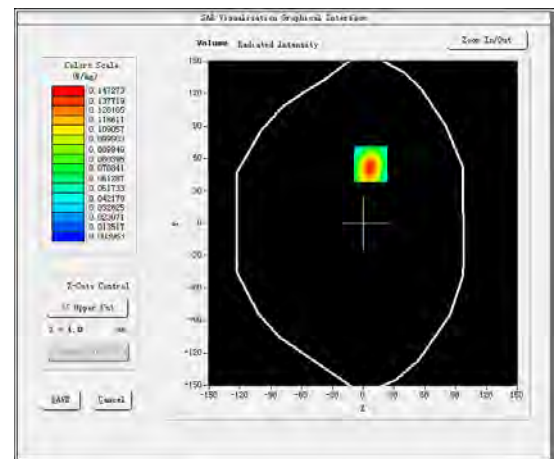 SAR Visualisation Graphical Interface
Volume Radiated Intensity
Zoom In/Out
Colors Scale
(W/kg)
0.147273
0.137719
0.128165
0.118611
0.109057
0.099503
0.089949
0.080395
0.070841
0.061287
0.051733
0.042179
0.032625
0.023071
0.013517
150
120
90
60
30
0
-30
-60
-90
-120
-150
-150 -120 -90 -60 -30 0 30 60 90 120 150
Y
X
Z-Cuts Control
Upper Cut
Z = 4.0 mm
SAVE
Cancel